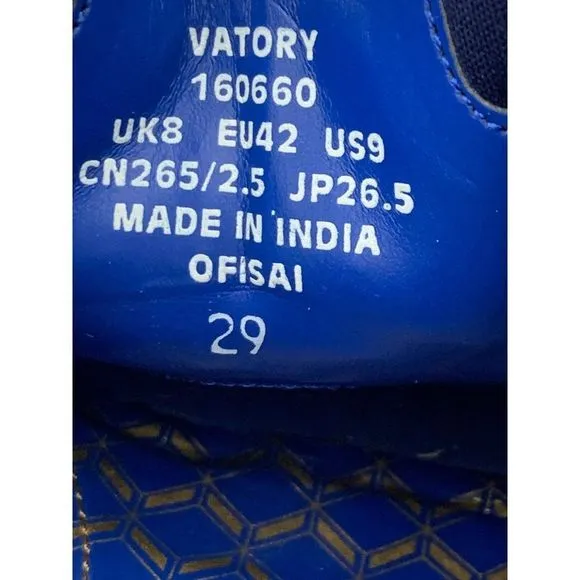 VATORY
160660
UK8 EU42 US9
CN265/2.5 JP26.5
MADE IN INDIA
OFISAI
29